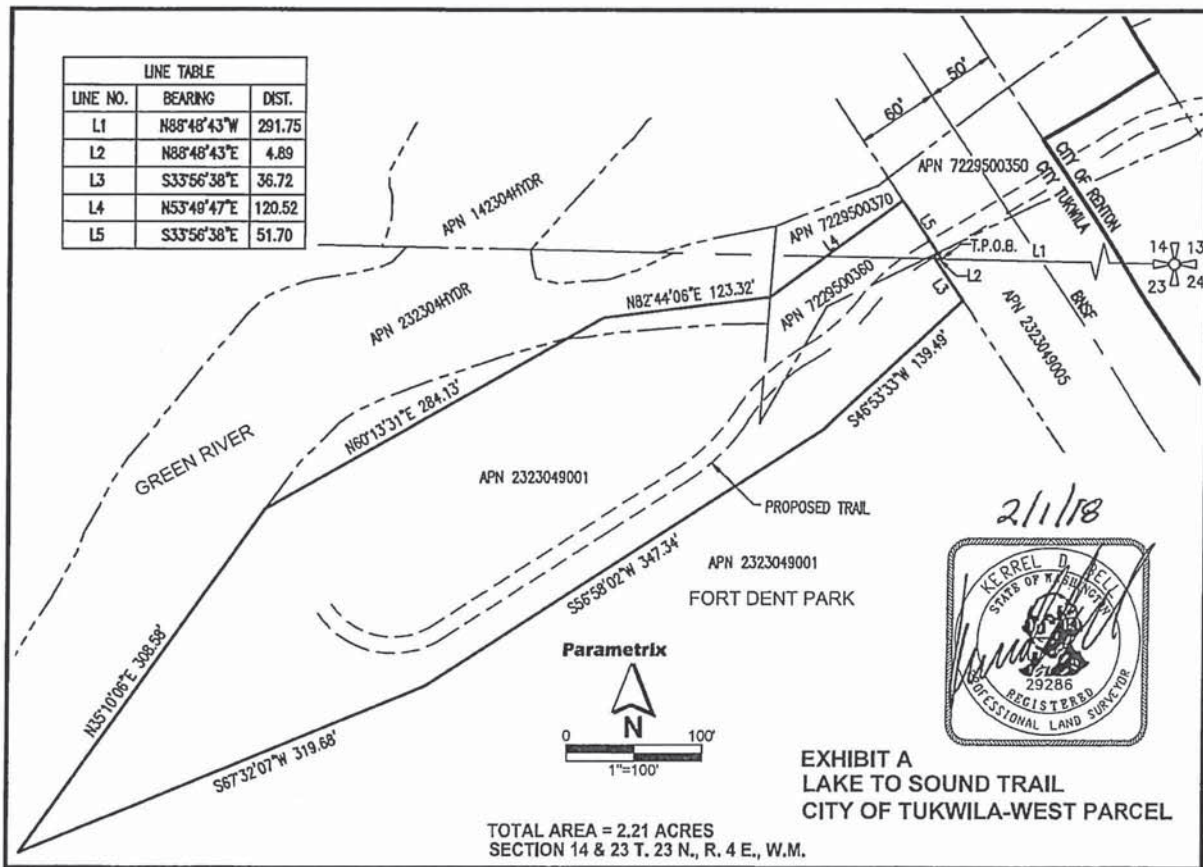 LINE TABLE
LINE NO. BEARING DIST.
L1 N88°48'43"W 291.75
L2 N88°48'43"E 4.89
L3 S33°56'38"E 36.72
L4 N53°49'47"E 120.52
L5 S33°56'38"E 51.70
60'
50'
APN 142304HYDR
APN 7229500350
CITY OF RENTON
CITY TUKWILA
APN 7229500370
L4
L5
T.P.O.B.
L1
14 13
23 24
L2
L3
APN 232304HYDR
N82°44'06"E 123.32'
APN 7229500360
BNSF
APN 2323049005
S46°53'33"W 139.49'
N60°13'31"E 284.13'
GREEN RIVER
APN 2323049001
PROPOSED TRAIL
2/1/18
S56°58'02"W 347.34'
APN 2323049001
FORT DENT PARK
KERREL D. BELL
STATE OF WASHINGTON
29286
REGISTERED
PROFESSIONAL LAND SURVEYOR
N35°10'06"E 308.58'
S67°32'07"W 319.68'
Parametrix
N
0 100'
1"=100'
EXHIBIT A
LAKE TO SOUND TRAIL
CITY OF TUKWILA-WEST PARCEL
TOTAL AREA = 2.21 ACRES
SECTION 14 & 23 T. 23 N., R. 4 E., W.M.